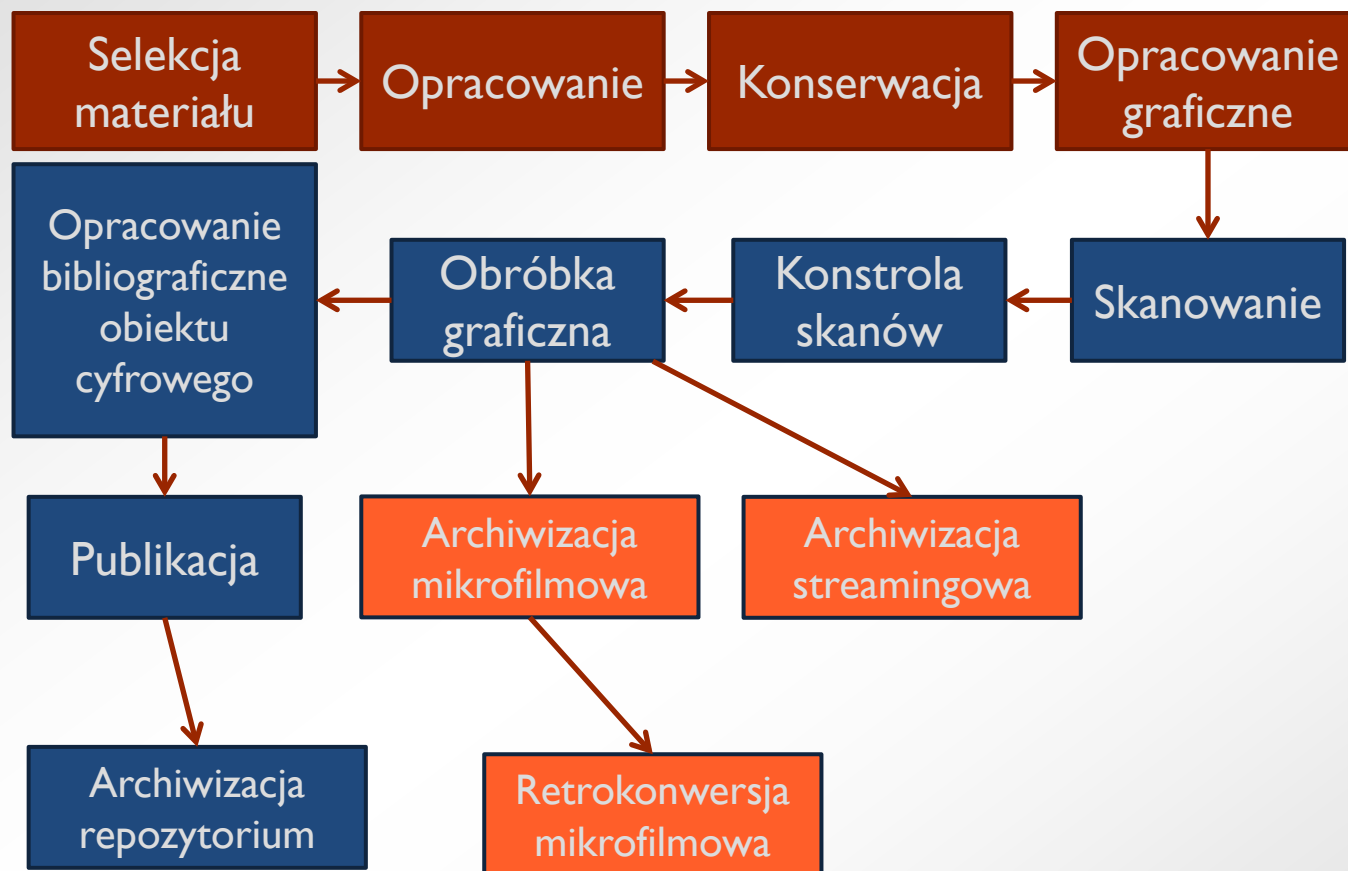 Selekcja
materiału
Opracowanie
Konserwacja
Opracowanie
graficzne
Opracowanie
bibliograficzne
obiektu
cyfrowego
Obróbka
graficzna
Konstrola
skanów
Skanowanie
Publikacja
Archiwizacja
mikrofilmowa
Archiwizacja
streamingowa
Archiwizacja
repozytorium
Retrokonwersja
mikrofilmowa